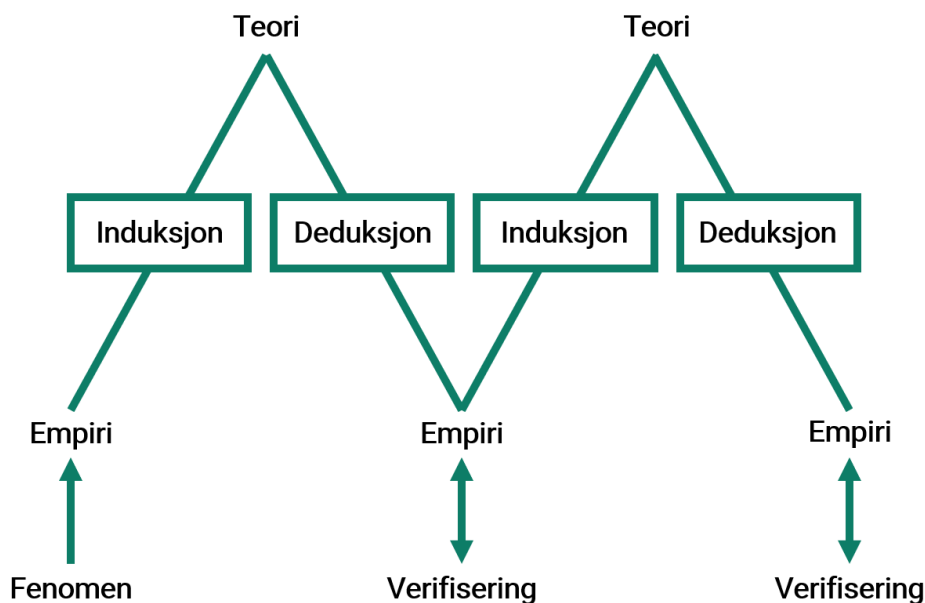 Teori
Teori
Induksjon
Deduksjon
Induksjon
Deduksjon
Empiri
Empiri
Empiri
Fenomen
Verifisering
Verifisering